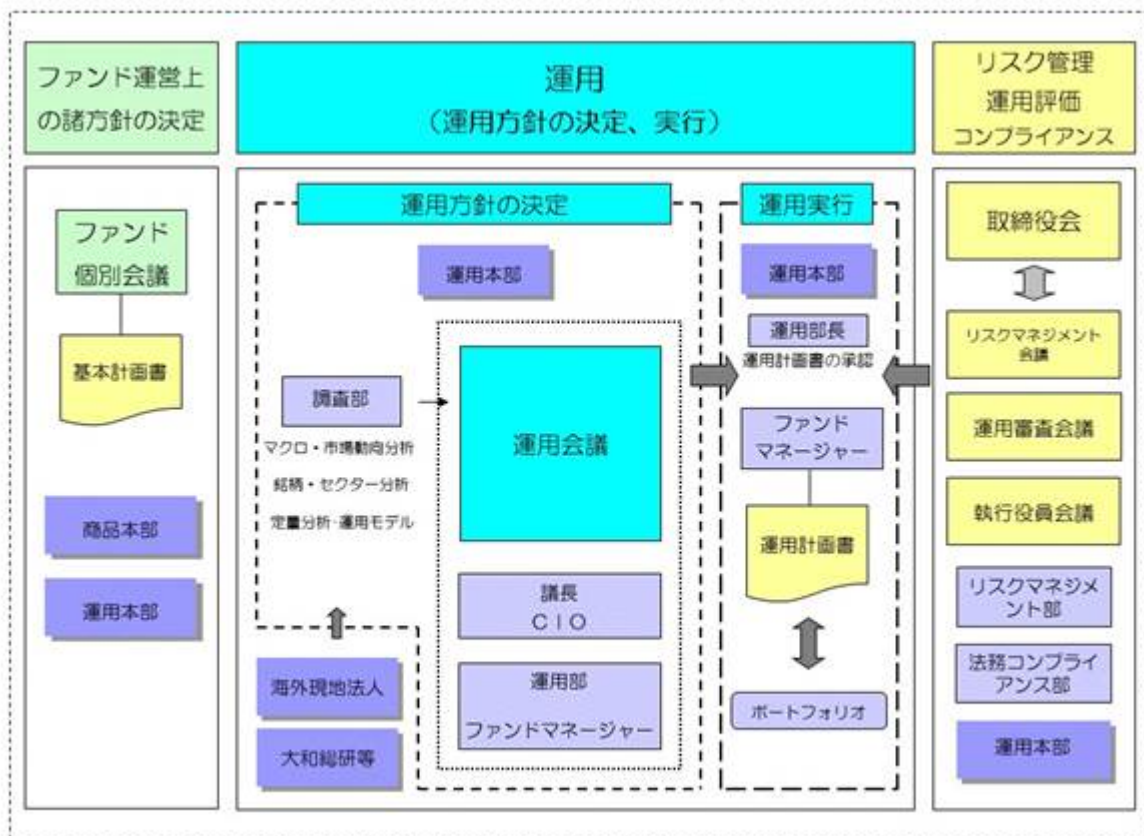 ファンド運営上
の諸方針の決定
運用
(運用方針の決定、実行)
リスク管理
運用評価
コンプライアンス
ファンド
個別会議
基本計画書
商品本部
運用本部
運用方針の決定
運用本部
調査部
マクロ・市場動向分析
銘柄・セクター分析
定量分析・運用モデル
運用会議
議長
CIO
運用部
ファンドマネージャー
海外現地法人
大和総研等
運用実行
運用本部
運用部長
運用計画書の承認
ファンド
マネージャー
運用計画書
ポートフォリオ
取締役会
リスクマネジメント
会議
運用審査会議
執行役員会議
リスクマネジメ
ント部
法務コンプライ
アンス部
運用本部